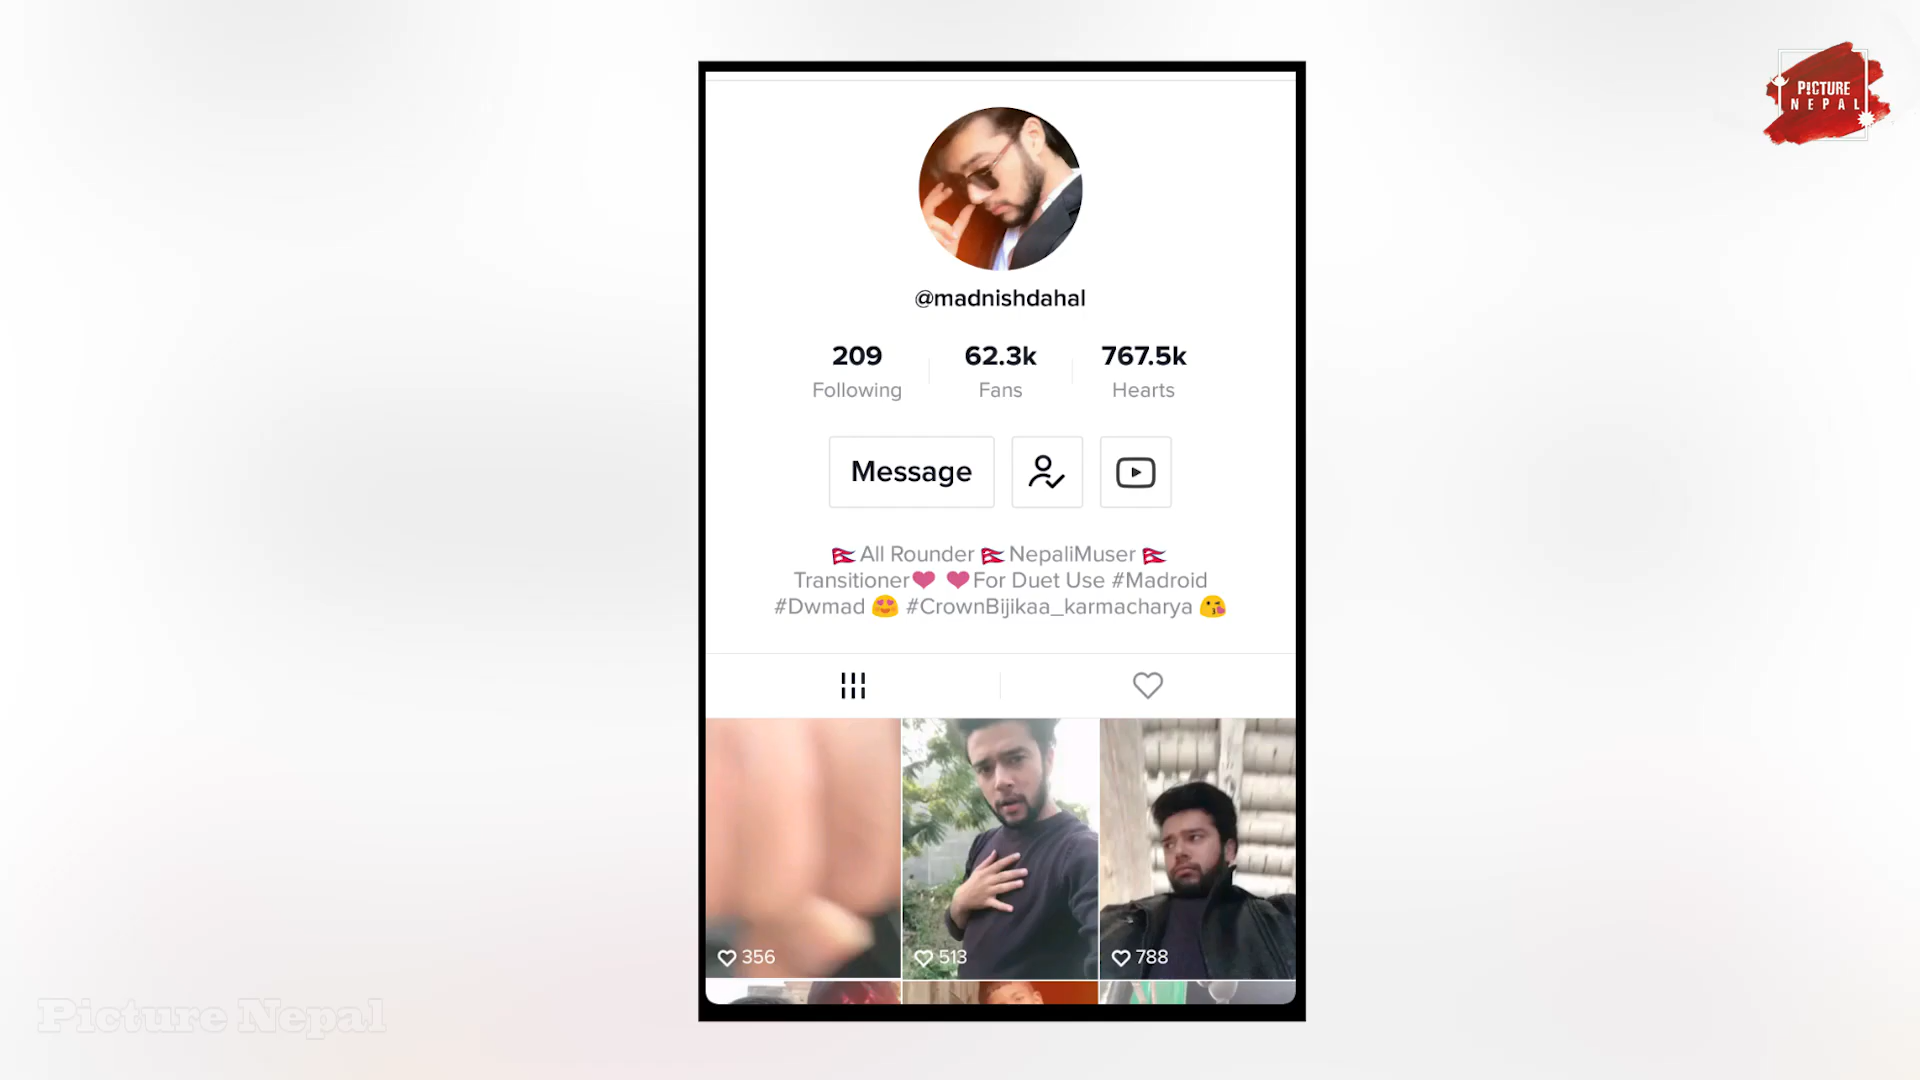 PICTURE
NEPAL
@madnishdahal
209 62.3k 767.5k
Following Fans Hearts
Message
🇳🇵All Rounder 🇳🇵NepaliMuser 🇳🇵
Transitioner❤ ❤For Duet Use #Madroid
#Dwmad 😍 #CrownBijikaa_karmacharya 😘
356 513 788
Picture Nepal